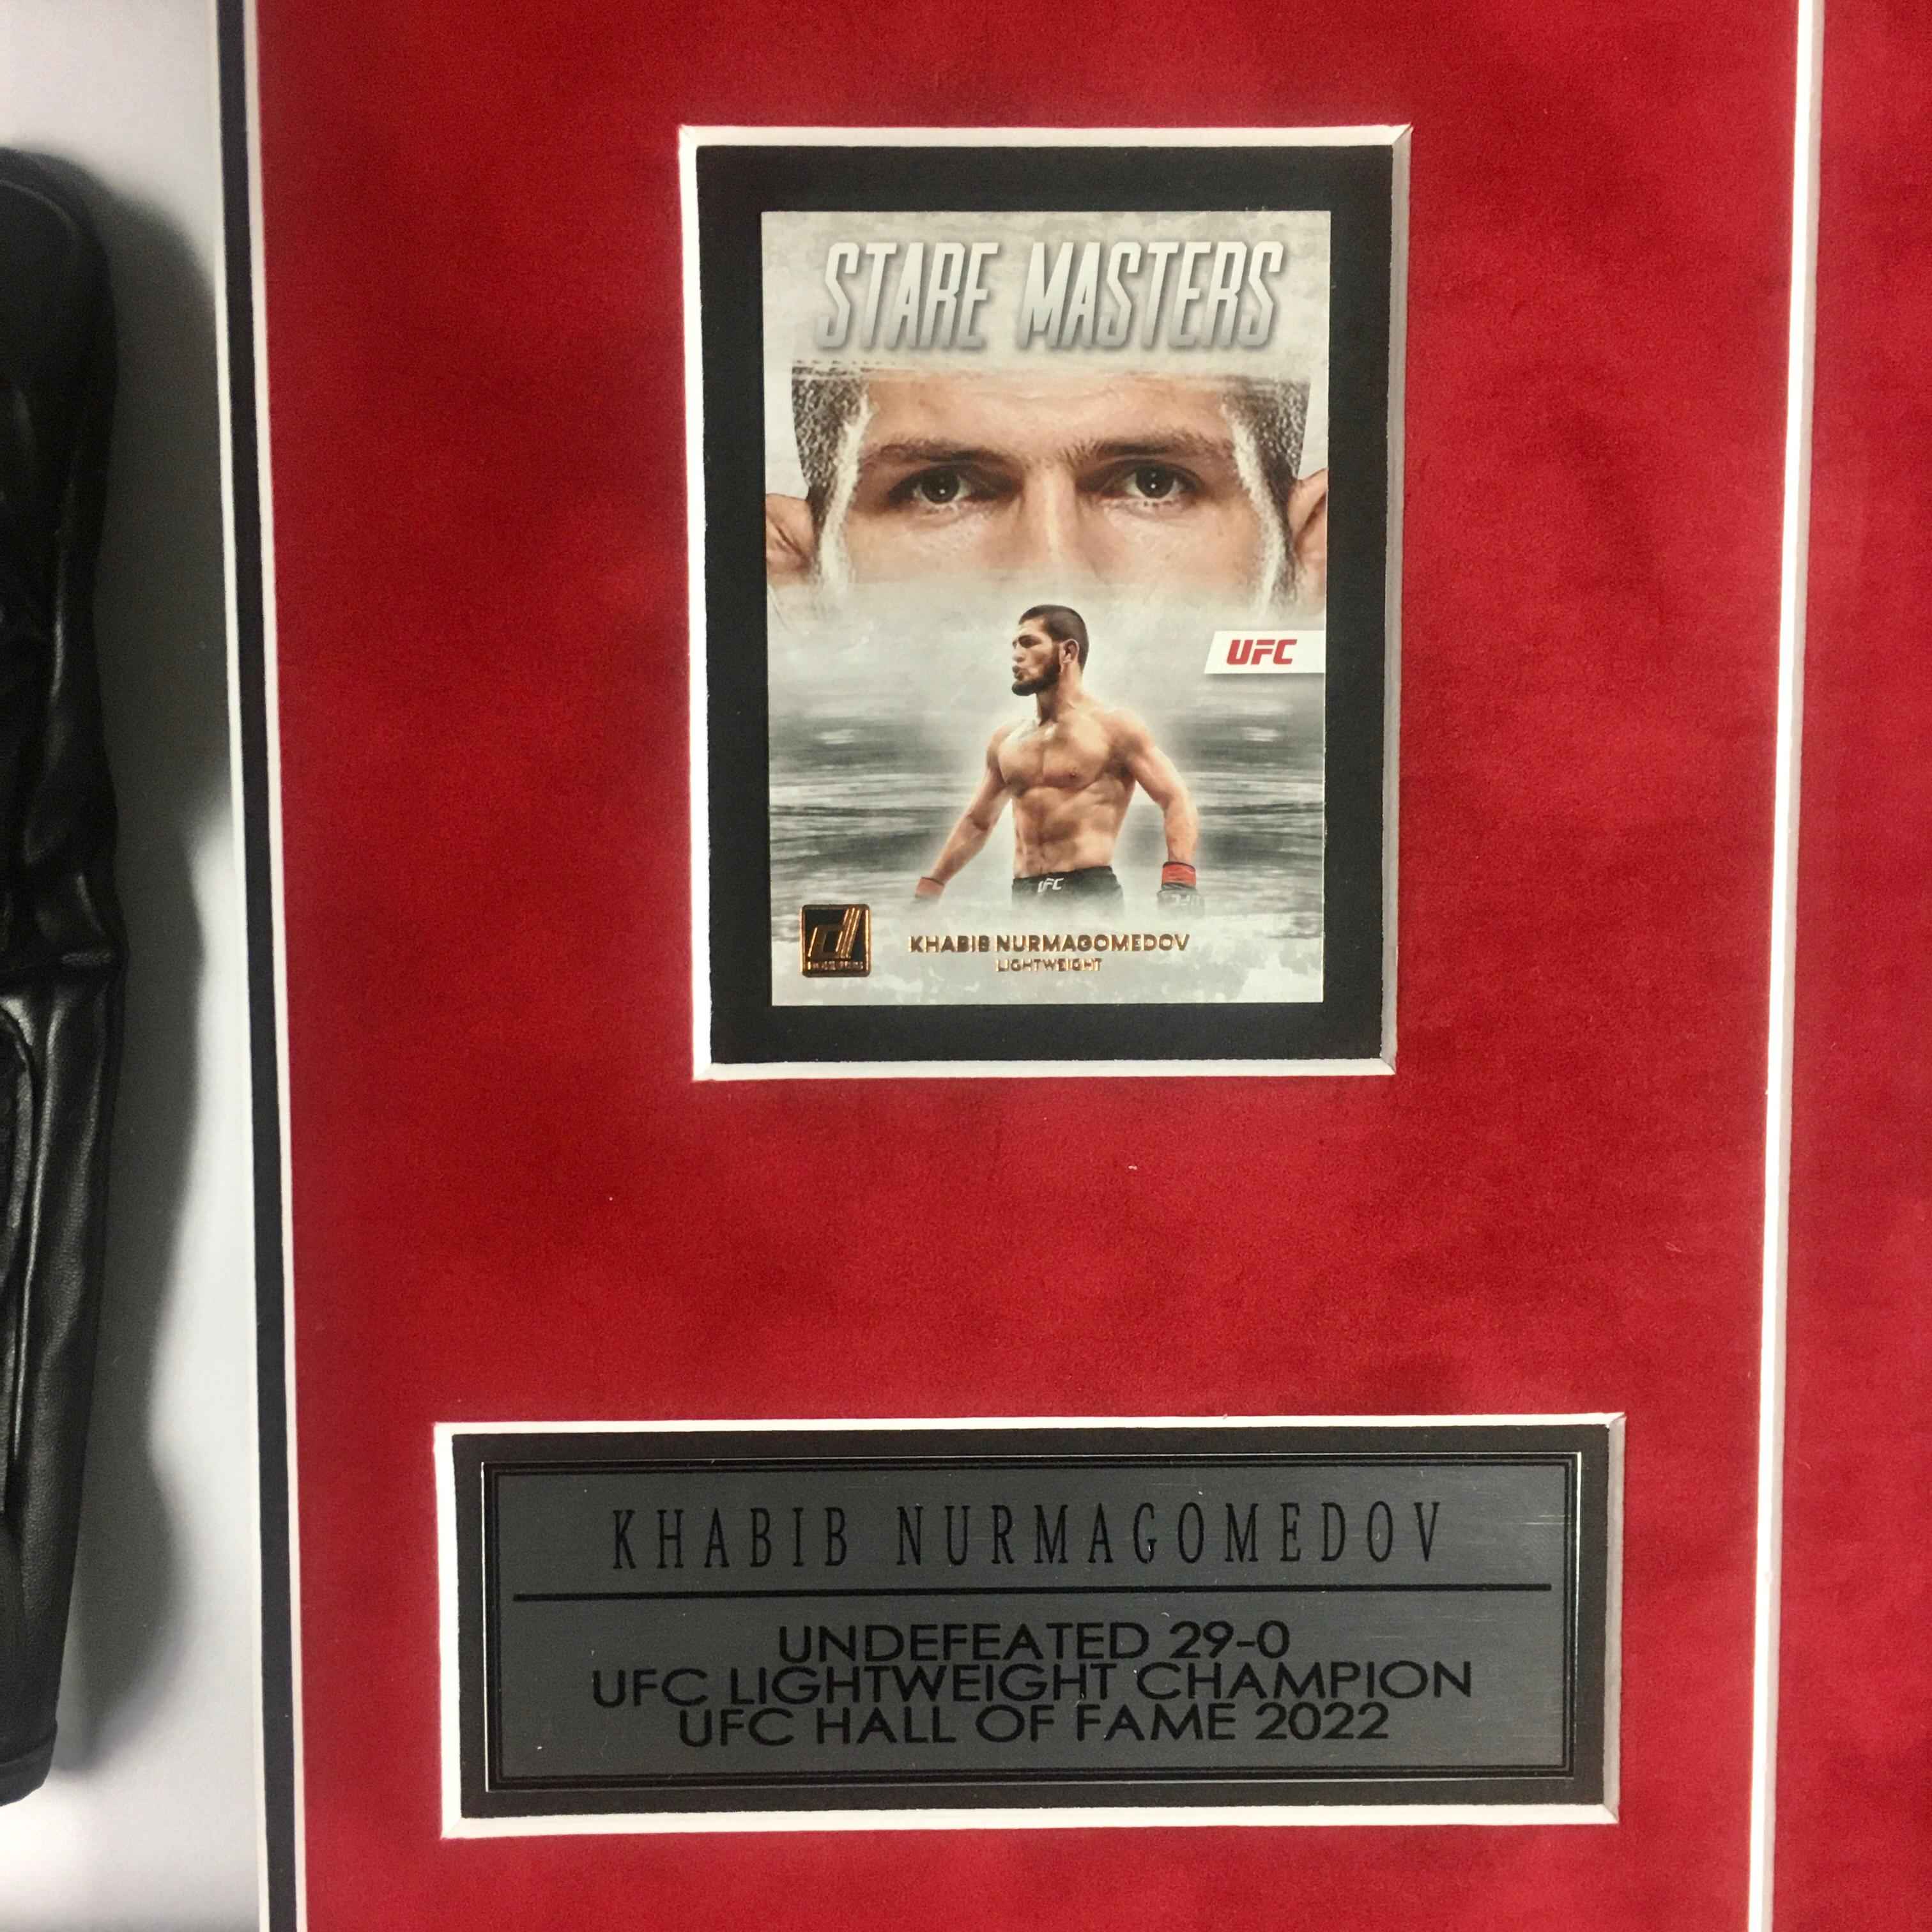 STARE MASTERS
UFC
UFC
DONRUSS
KHABIB NURMAGOMEDOV
LIGHTWEIGHT
KHABIB NURMAGOMEDOV
UNDEFEATED 29-0
UFC LIGHTWEIGHT CHAMPION
UFC HALL OF FAME 2022